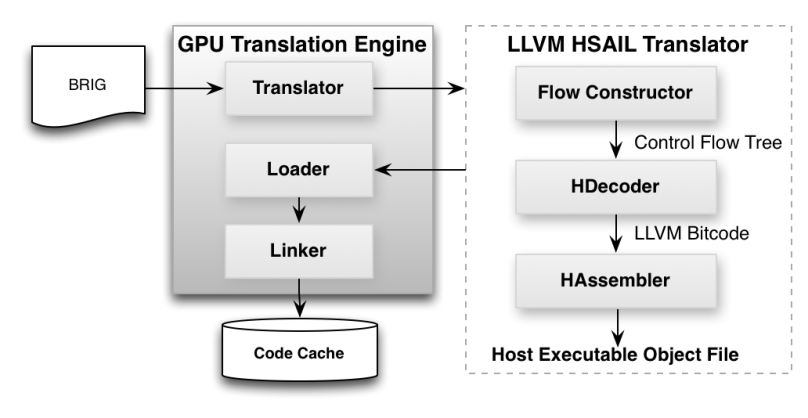 GPU Translation Engine
LLVM HSAIL Translator
BRIG
Translator
Flow Constructor
Control Flow Tree
Loader
HDecoder
LLVM Bitcode
Linker
HAssembler
Code Cache
Host Executable Object File